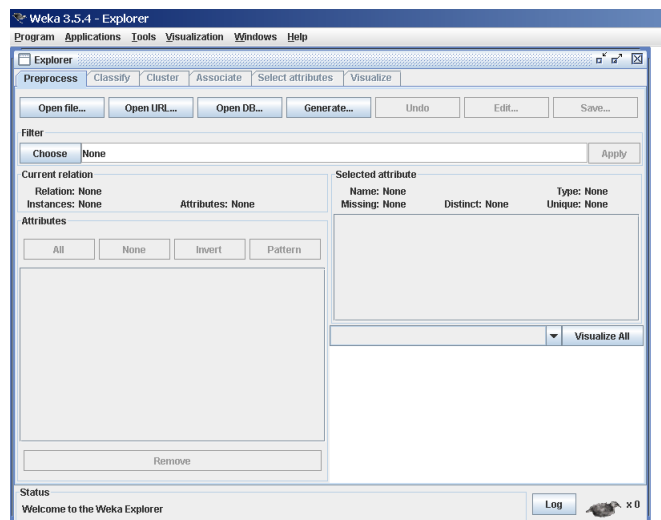 Weka 3.5.4 - Explorer
Program Applications Tools Visualization Windows Help
Explorer
Preprocess Classify Cluster Associate Select attributes Visualize
Open file... Open URL... Open DB... Generate... Undo Edit... Save...
Filter
Choose None Apply
Current relation
Relation: None
Instances: None Attributes: None
Attributes
All None Invert Pattern
Remove
Selected attribute
Name: None Type: None
Missing: None Distinct: None Unique: None
Visualize All
Status
Welcome to the Weka Explorer
Log x 0